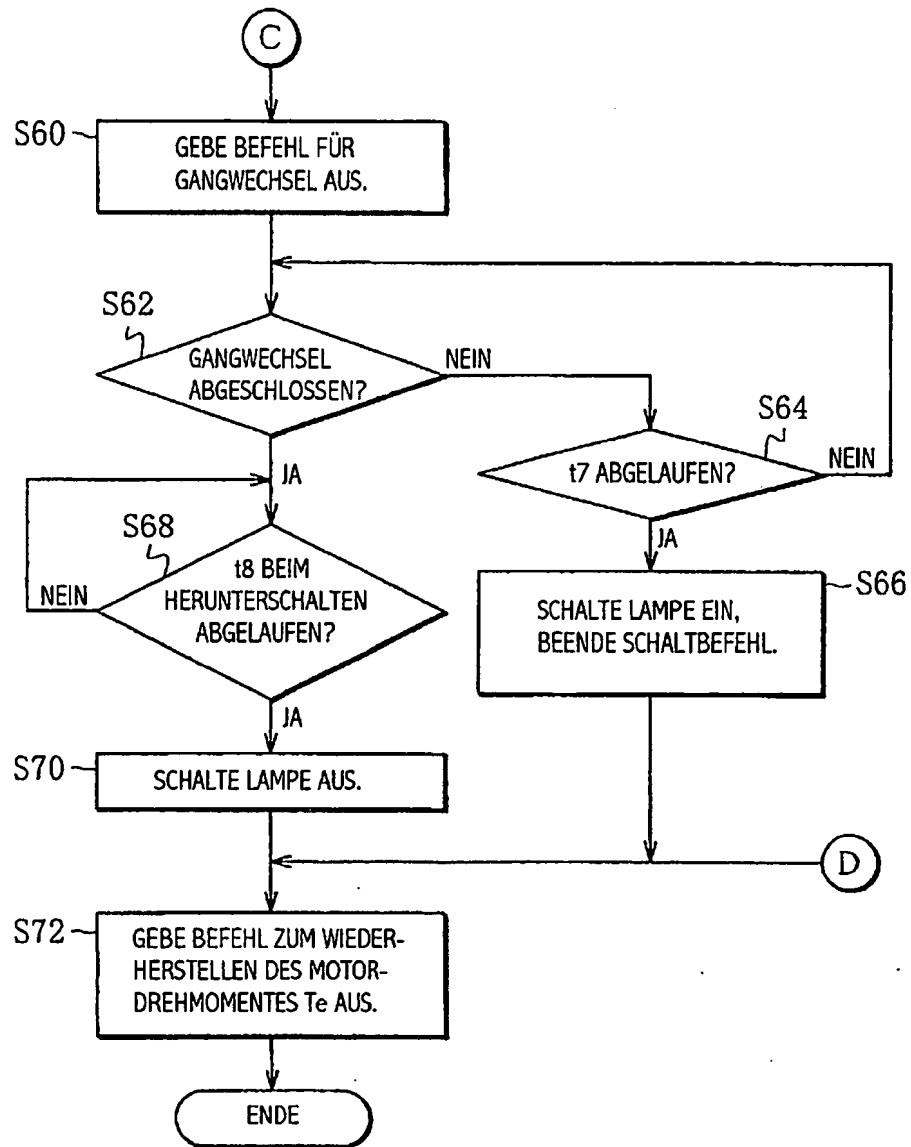 C
S60
GEBE BEFEHL FÜR
GANGWECHSEL AUS.
S62
GANGWECHSEL
ABGESCHLOSSEN?
NEIN
S64
t7 ABGELAUFEN?
NEIN
JA
JA
S68
t8 BEIM
HERUNTERSCHALTEN
ABGELAUFEN?
NEIN
S66
SCHALTE LAMPE EIN,
BEENDE SCHALTBEFEHL.
JA
S70
SCHALTE LAMPE AUS.
D
S72
GEBE BEFEHL ZUM WIEDER-
HERSTELLEN DES MOTOR-
DREHMOMENTES Te AUS.
ENDE